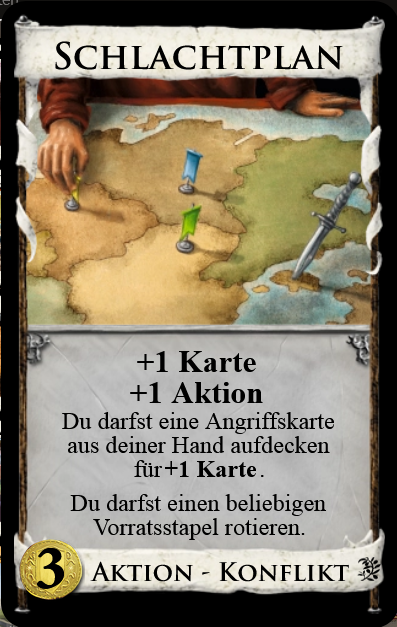 SCHLACHTPLAN
+1 Karte
+1 Aktion
Du darfst eine Angriffskarte
aus deiner Hand aufdecken
für +1 Karte.
Du darfst einen beliebigen
Vorratsstapel rotieren.
3 AKTION - KONFLIKT